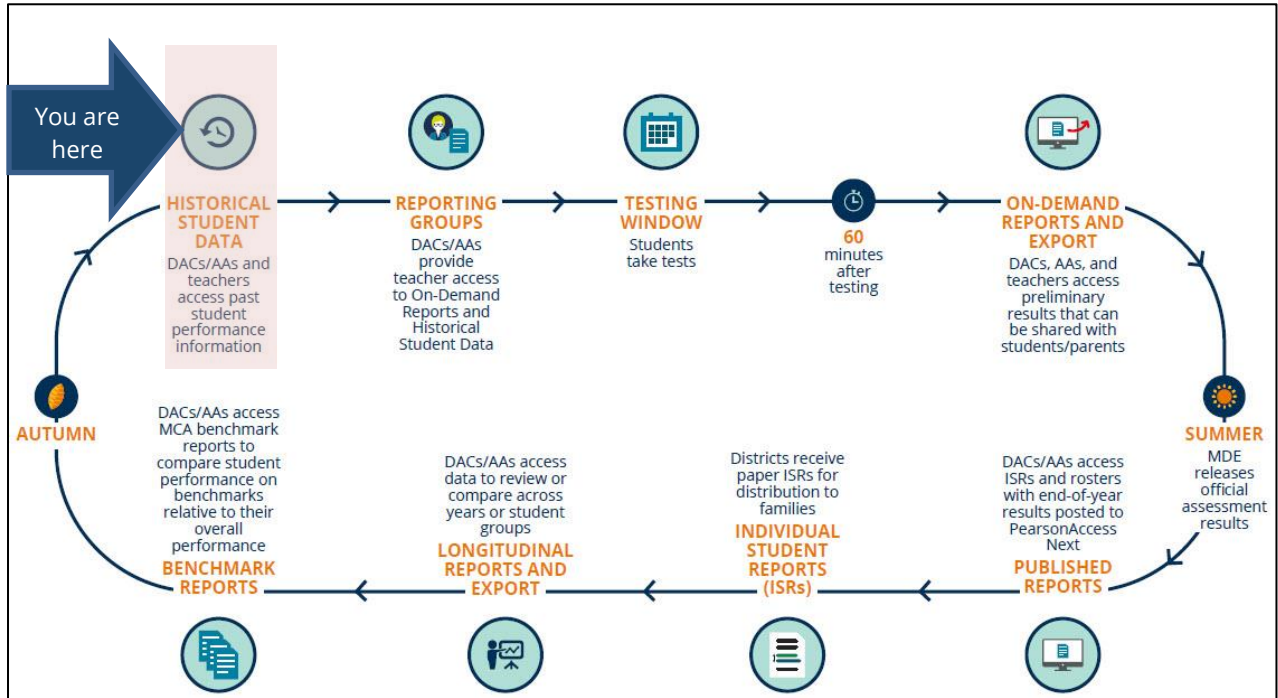 You are
here
HISTORICAL
STUDENT
DATA
DACs/AAs and
teachers
access past
student
performance
information
REPORTING
GROUPS
DACs/AAs
provide
teacher access
to On-Demand
Reports and
Historical
Student Data
TESTING
WINDOW
Students
take tests
60
minutes
after
testing
ON-DEMAND
REPORTS AND
EXPORT
DACs, AAs, and
teachers access
preliminary
results that can
be shared with
students/parents
SUMMER
MDE
releases
official
assessment
results
DACs/AAs access
ISRs and rosters
with end-of-year
results posted to
PearsonAccess
Next
PUBLISHED
REPORTS
Districts receive
paper ISRs for
distribution to
families
INDIVIDUAL
STUDENT
REPORTS
(ISRs)
DACs/AAs access
data to review or
compare across
years or student
groups
LONGITUDINAL
REPORTS AND
EXPORT
DACs/AAs access
MCA benchmark
reports to
compare student
performance on
benchmarks
relative to their
overall
performance
BENCHMARK
REPORTS
AUTUMN